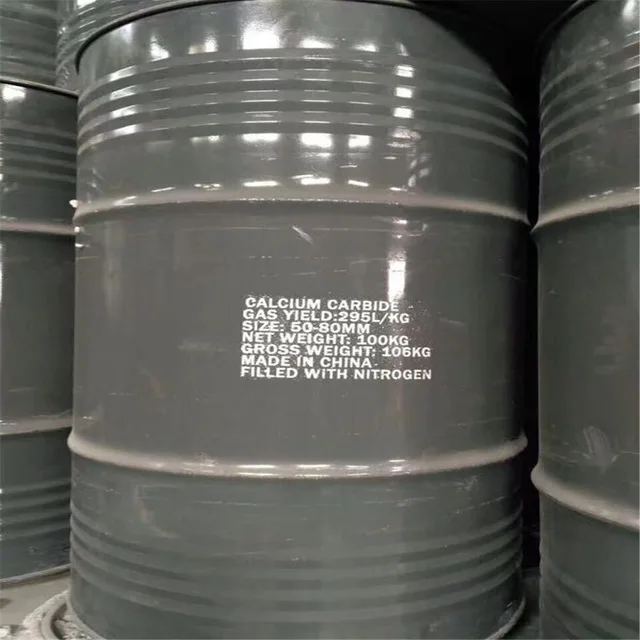 CALCIUM CARBIDE
GAS YIELD:295L/KG
SIZE: 50-80MM
NET WEIGHT: 100KG
GROSS WEIGHT: 106KG
MADE IN CHINA
FILLED WITH NITROGEN